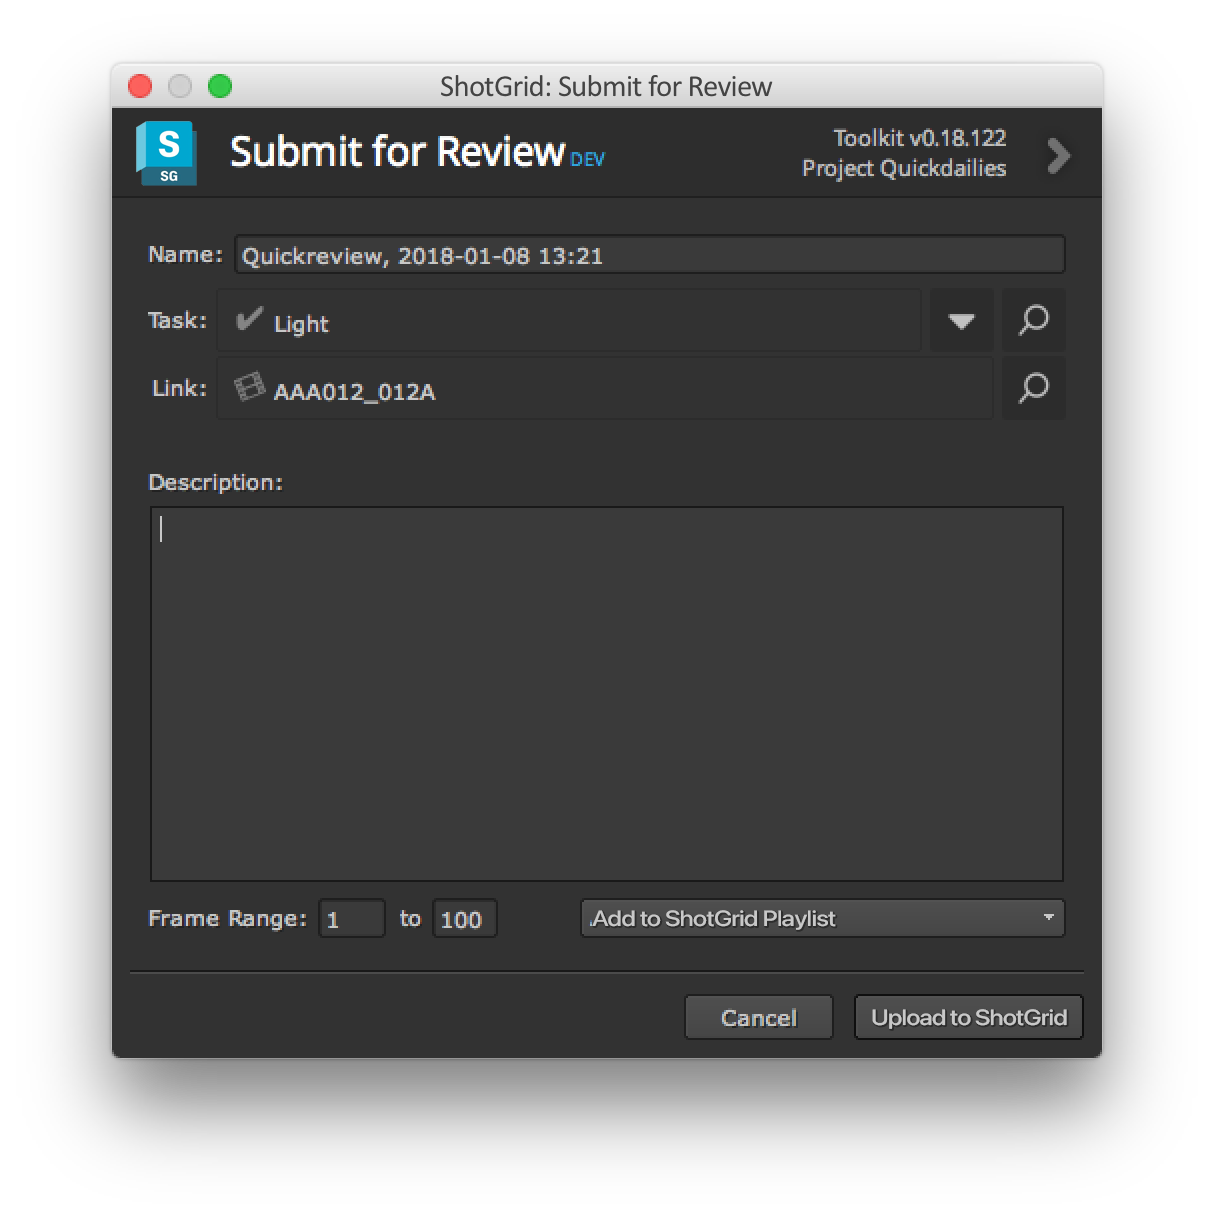 ShotGrid: Submit for Review
S
SG
Submit for Review DEV
Toolkit v0.18.122
Project Quickdailies
Name: Quickreview, 2018-01-08 13:21
Task: Light
Link: AAA012_012A
Description:
Frame Range: 1 to 100 Add to ShotGrid Playlist
Cancel Upload to ShotGrid